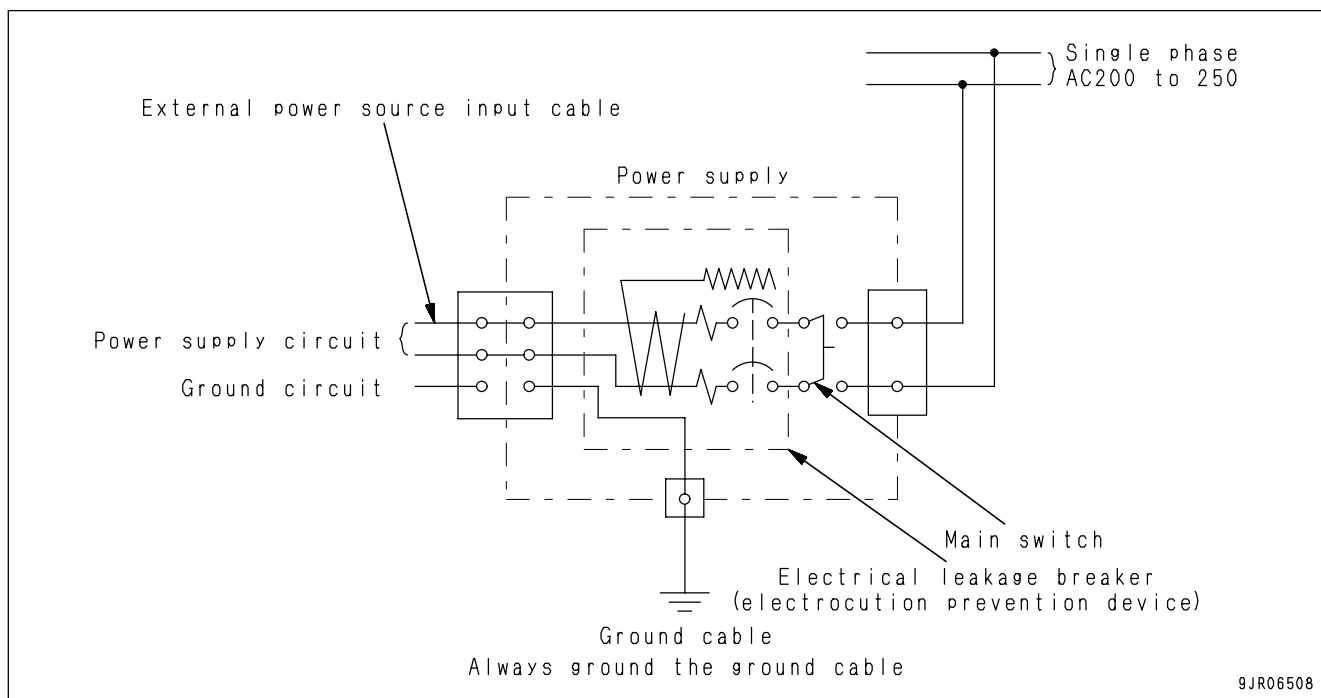 Single phase
AC200 to 250
External power source input cable
Power supply
Power supply circuit
Ground circuit
Main switch
Electrical leakage breaker
(electrocution prevention device)
Ground cable
Always ground the ground cable
9JR06508